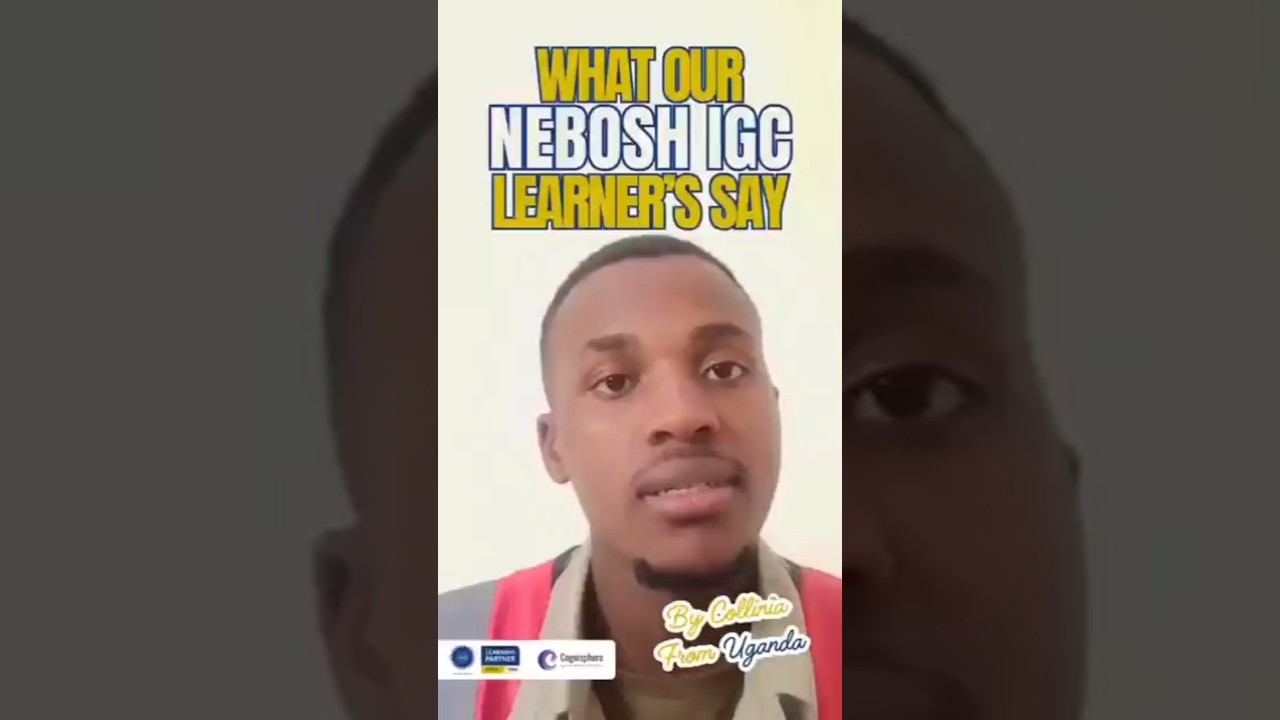 WHAT OUR
NEBOSH IGC
LEARNER'S SAY
By Collinia
From Uganda
LEARNING
PARTNER
Cognisphere